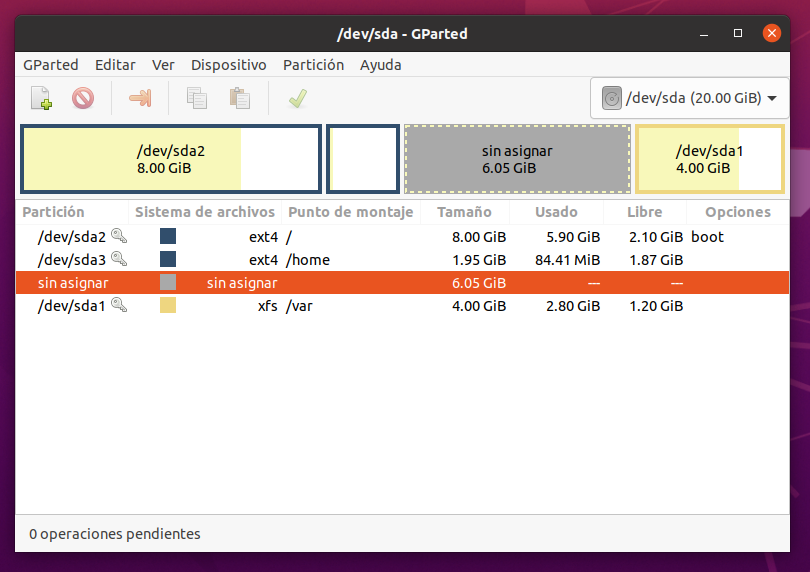 /dev/sda - GParted
GParted Editar Ver Dispositivo Partición Ayuda
/dev/sda (20.00 GiB)
/dev/sda2
8.00 GiB
sin asignar
6.05 GiB
/dev/sda1
4.00 GiB
Partición Sistema de archivos Punto de montaje Tamaño Usado Libre Opciones
/dev/sda2 ext4 / 8.00 GiB 5.90 GiB 2.10 GiB boot
/dev/sda3 ext4 /home 1.95 GiB 84.41 MiB 1.87 GiB
sin asignar sin asignar 6.05 GiB --- ---
/dev/sda1 xfs /var 4.00 GiB 2.80 GiB 1.20 GiB
0 operaciones pendientes